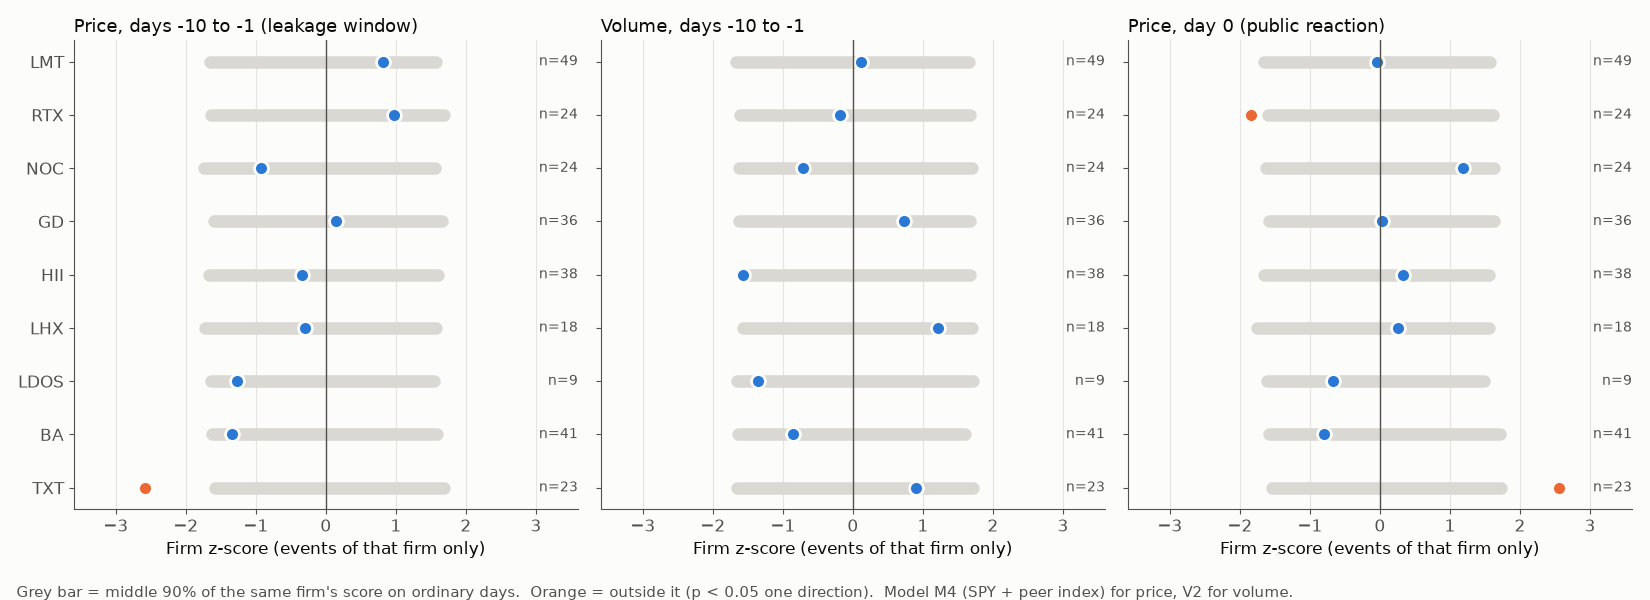 Price, days -10 to -1 (leakage window)
Volume, days -10 to -1
Price, day 0 (public reaction)
LMT n=49 n=49 n=49
RTX n=24 n=24 n=24
NOC n=24 n=24 n=24
GD n=36 n=36 n=36
HII n=38 n=38 n=38
LHX n=18 n=18 n=18
LDOS n=9 n=9 n=9
BA n=41 n=41 n=41
TXT n=23 n=23 n=23
−3 −2 −1 0 1 2 3
−3 −2 −1 0 1 2 3
−3 −2 −1 0 1 2 3
Firm z-score (events of that firm only)
Firm z-score (events of that firm only)
Firm z-score (events of that firm only)
Grey bar = middle 90% of the same firm's score on ordinary days.  Orange = outside it (p < 0.05 one direction).  Model M4 (SPY + peer index) for price, V2 for volume.